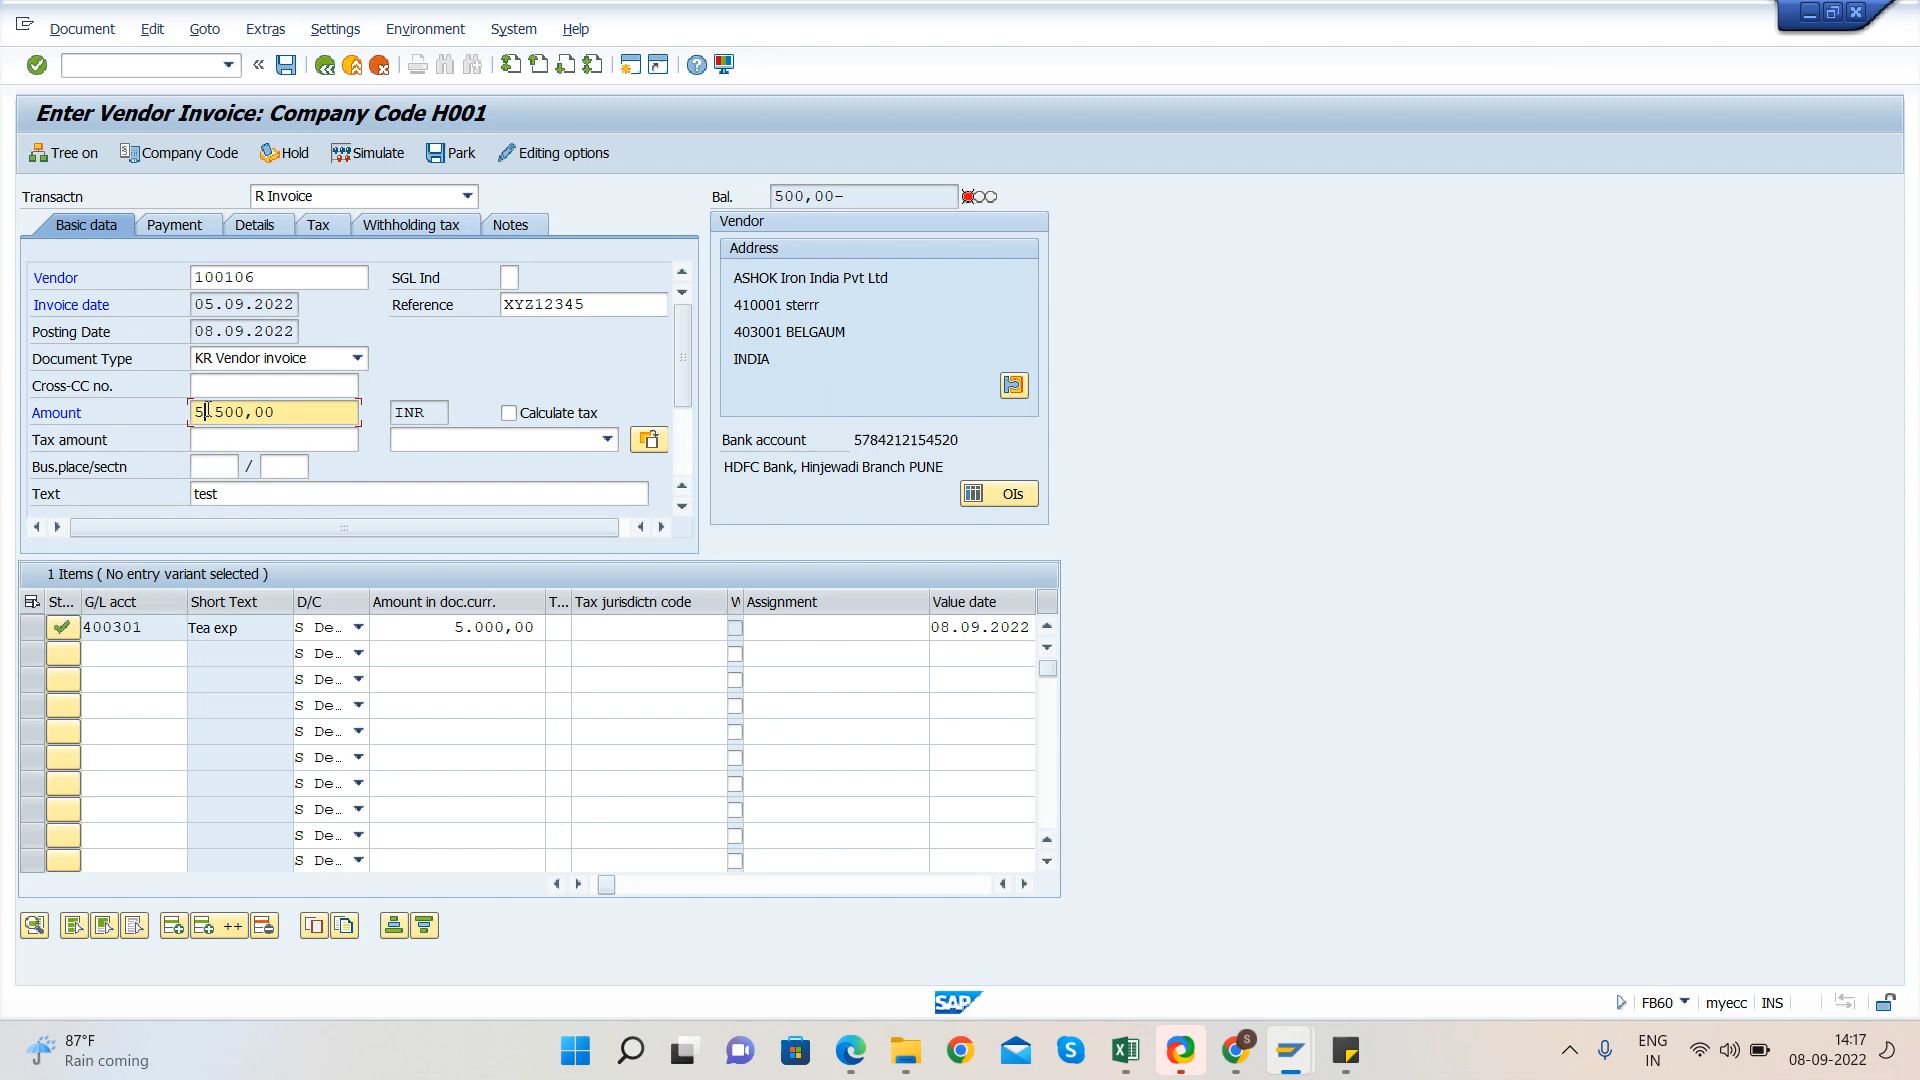 Document Edit Goto Extras Settings Environment System Help
Enter Vendor Invoice: Company Code H001
Tree on Company Code Hold Simulate Park Editing options
Transactn R Invoice Bal. 500,00-
Basic data Payment Details Tax Withholding tax Notes Vendor
Address
Vendor 100106 SGL Ind ASHOK Iron India Pvt Ltd
Invoice date 05.09.2022 Reference XYZ12345 410001 sterrr
Posting Date 08.09.2022 403001 BELGAUM
Document Type KR Vendor invoice INDIA
Cross-CC no.
Amount 5.500,00 INR Calculate tax
Tax amount Bank account 5784212154520
Bus.place/sectn / HDFC Bank, Hinjewadi Branch PUNE
Text test OIs
1 Items ( No entry variant selected )
St... G/L acct Short Text D/C Amount in doc.curr. T... Tax jurisdictn code W Assignment Value date
400301 Tea exp S De… 5.000,00 08.09.2022
S De…
S De…
S De…
S De…
S De…
S De…
S De…
S De…
S De…
++
SAP
FB60 myecc INS
87°F
Rain coming
S
ENG
IN
14:17
08-09-2022